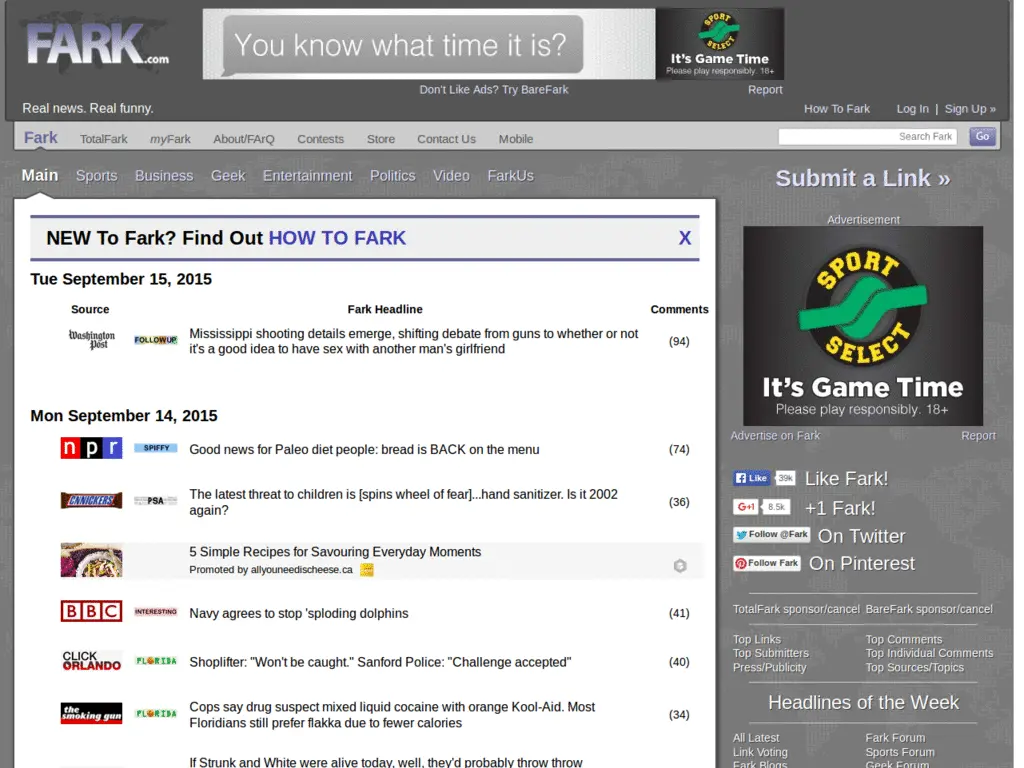 FARK.com
You know what time it is?
SPORT SELECT
It's Game Time
Please play responsibly. 18+
Don't Like Ads? Try BareFark
Report
Real news. Real funny.
How To Fark Log In | Sign Up »
Fark TotalFark myFark About/FArQ Contests Store Contact Us Mobile
Search Fark Go
Main Sports Business Geek Entertainment Politics Video FarkUs
NEW To Fark? Find Out HOW TO FARK X
Tue September 15, 2015
Source Fark Headline Comments
Washington Post FOLLOWUP Mississippi shooting details emerge, shifting debate from guns to whether or not
it's a good idea to have sex with another man's girlfriend (94)
Mon September 14, 2015
npr SPIFFY Good news for Paleo diet people: bread is BACK on the menu (74)
PSA The latest threat to children is [spins wheel of fear]...hand sanitizer. Is it 2002
again? (36)
5 Simple Recipes for Savouring Everyday Moments
Promoted by allyouneedischeese.ca
BBC INTERESTING Navy agrees to stop 'sploding dolphins (41)
CLICK ORLANDO FLORIDA Shoplifter: "Won't be caught." Sanford Police: "Challenge accepted" (40)
the smoking gun FLORIDA Cops say drug suspect mixed liquid cocaine with orange Kool-Aid. Most
Floridians still prefer flakka due to fewer calories (34)
If Strunk and White were alive today, well, they'd probably throw throw
Submit a Link »
Advertisement
SPORT
SELECT
It's Game Time
Please play responsibly. 18+
Advertise on Fark Report
Like 39k Like Fark!
G+1 8.5k +1 Fark!
Follow @Fark On Twitter
Follow Fark On Pinterest
TotalFark sponsor/cancel BareFark sponsor/cancel
Top Links Top Comments
Top Submitters Top Individual Comments
Press/Publicity Top Sources/Topics
Headlines of the Week
All Latest Fark Forum
Link Voting Sports Forum
Fark Blogs Geek Forum